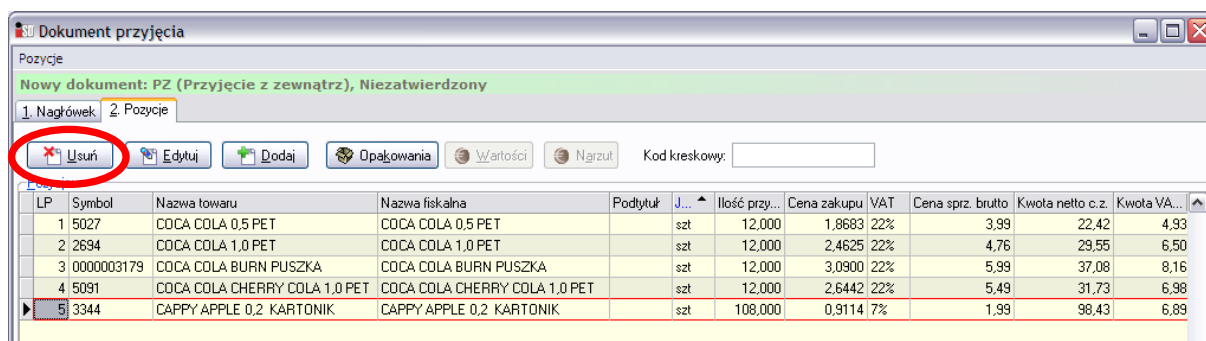 Dokument przyjęcia
Pozycje
Nowy dokument: PZ (Przyjęcie z zewnątrz), Niezatwierdzony
1. Nagłówek 2. Pozycje
Usuń Edytuj Dodaj Opakowania Wartości Narzut Kod kreskowy:
Pozycje
LP Symbol Nazwa towaru Nazwa fiskalna Podtytuł J... Ilość przy... Cena zakupu VAT Cena sprz. brutto Kwota netto c.z. Kwota VA...
1 5027 COCA COLA 0,5 PET COCA COLA 0,5 PET szt 12,000 1,8683 22% 3,99 22,42 4,93
2 2694 COCA COLA 1,0 PET COCA COLA 1,0 PET szt 12,000 2,4625 22% 4,76 29,55 6,50
3 0000003179 COCA COLA BURN PUSZKA COCA COLA BURN PUSZKA szt 12,000 3,0900 22% 5,99 37,08 8,16
4 5091 COCA COLA CHERRY COLA 1,0 PET COCA COLA CHERRY COLA 1,0 PET szt 12,000 2,6442 22% 5,49 31,73 6,98
5 3344 CAPPY APPLE 0,2 KARTONIK CAPPY APPLE 0,2 KARTONIK szt 108,000 0,9114 7% 1,99 98,43 6,89